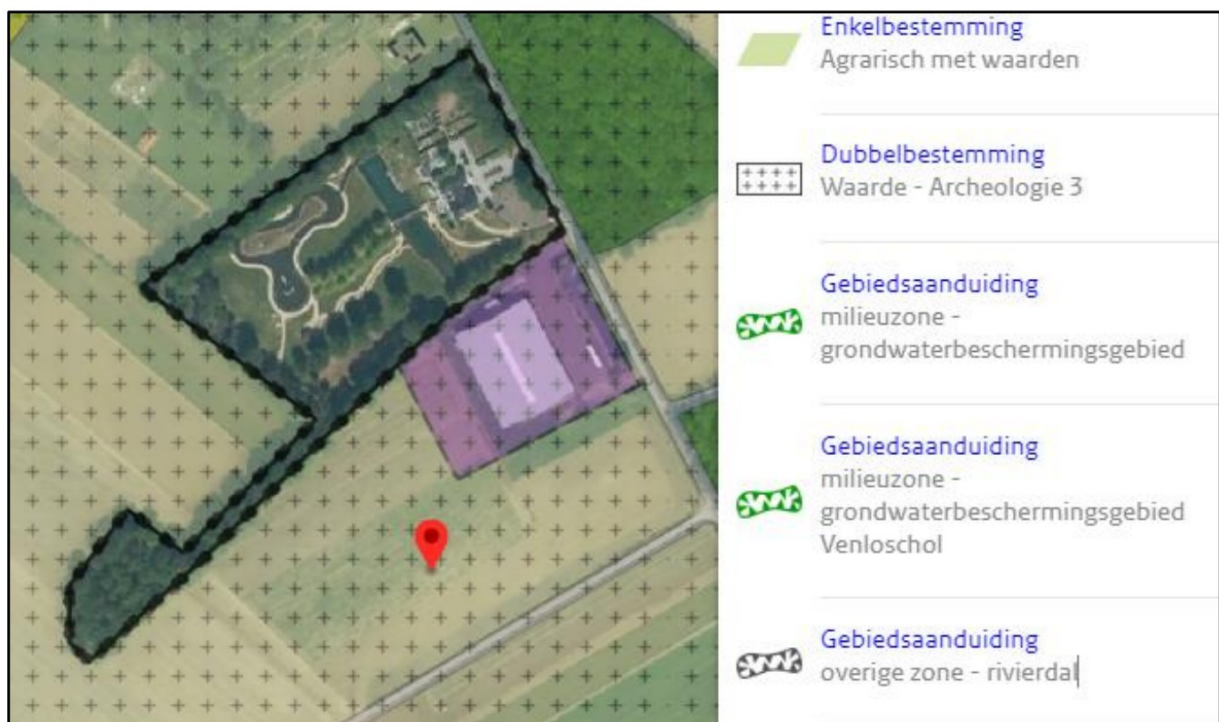 Enkelbestemming
Agrarisch met waarden
Dubbelbestemming
Waarde - Archeologie 3
Gebiedsaanduiding
milieuzone -
grondwaterbeschermingsgebied
Gebiedsaanduiding
milieuzone -
grondwaterbeschermingsgebied
Venloschol
Gebiedsaanduiding
overige zone - rivierdal